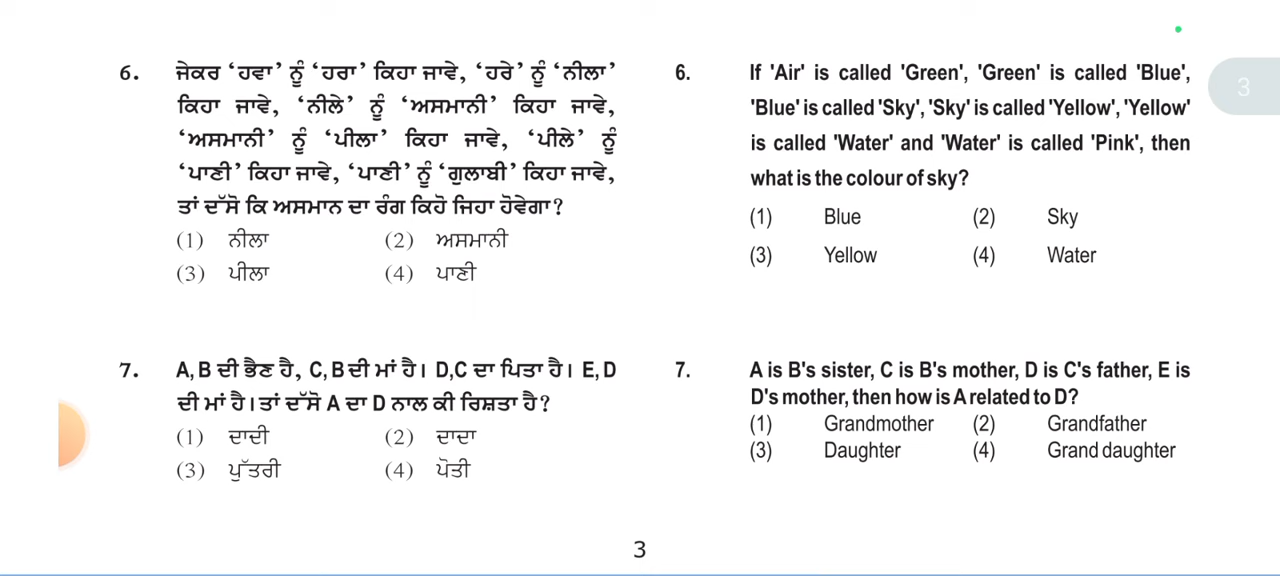 6. ਜੇਕਰ 'ਹਵਾ' ਨੂੰ 'ਹਰਾ' ਕਿਹਾ ਜਾਵੇ, 'ਹਰੇ' ਨੂੰ 'ਨੀਲਾ'
ਕਿਹਾ ਜਾਵੇ, 'ਨੀਲੇ' ਨੂੰ 'ਅਸਮਾਨੀ' ਕਿਹਾ ਜਾਵੇ,
'ਅਸਮਾਨੀ' ਨੂੰ 'ਪੀਲਾ' ਕਿਹਾ ਜਾਵੇ, 'ਪੀਲੇ' ਨੂੰ
'ਪਾਣੀ' ਕਿਹਾ ਜਾਵੇ, 'ਪਾਣੀ' ਨੂੰ 'ਗੁਲਾਬੀ' ਕਿਹਾ ਜਾਵੇ,
ਤਾਂ ਦੱਸੋ ਕਿ ਅਸਮਾਨ ਦਾ ਰੰਗ ਕਿਹੋ ਜਿਹਾ ਹੋਵੇਗਾ?
(1) ਨੀਲਾ (2) ਅਸਮਾਨੀ
(3) ਪੀਲਾ (4) ਪਾਣੀ
7. A, B ਦੀ ਭੈਣ ਹੈ, C, B ਦੀ ਮਾਂ ਹੈ। D,C ਦਾ ਪਿਤਾ ਹੈ। E, D
ਦੀ ਮਾਂ ਹੈ। ਤਾਂ ਦੱਸੋ A ਦਾ D ਨਾਲ ਕੀ ਰਿਸ਼ਤਾ ਹੈ?
(1) ਦਾਦੀ (2) ਦਾਦਾ
(3) ਪੁੱਤਰੀ (4) ਪੋਤੀ
6. If 'Air' is called 'Green', 'Green' is called 'Blue',
'Blue' is called 'Sky', 'Sky' is called 'Yellow', 'Yellow'
is called 'Water' and 'Water' is called 'Pink', then
what is the colour of sky?
(1) Blue (2) Sky
(3) Yellow (4) Water
7. A is B's sister, C is B's mother, D is C's father, E is
D's mother, then how is A related to D?
(1) Grandmother (2) Grandfather
(3) Daughter (4) Grand daughter
3
3